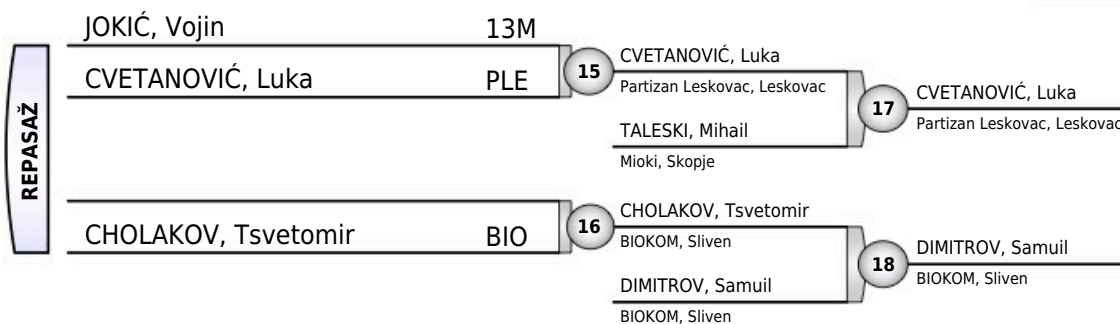 JOKIĆ, Vojin 13M
CVETANOVIĆ, Luka PLE
REPASAŽ
15
CVETANOVIĆ, Luka
Partizan Leskovac, Leskovac
TALESKI, Mihail
Mioki, Skopje
17
CVETANOVIĆ, Luka
Partizan Leskovac, Leskovac
CHOLAKOV, Tsvetomir BIO
16
CHOLAKOV, Tsvetomir
BIOKOM, Sliven
DIMITROV, Samuil
BIOKOM, Sliven
18
DIMITROV, Samuil
BIOKOM, Sliven